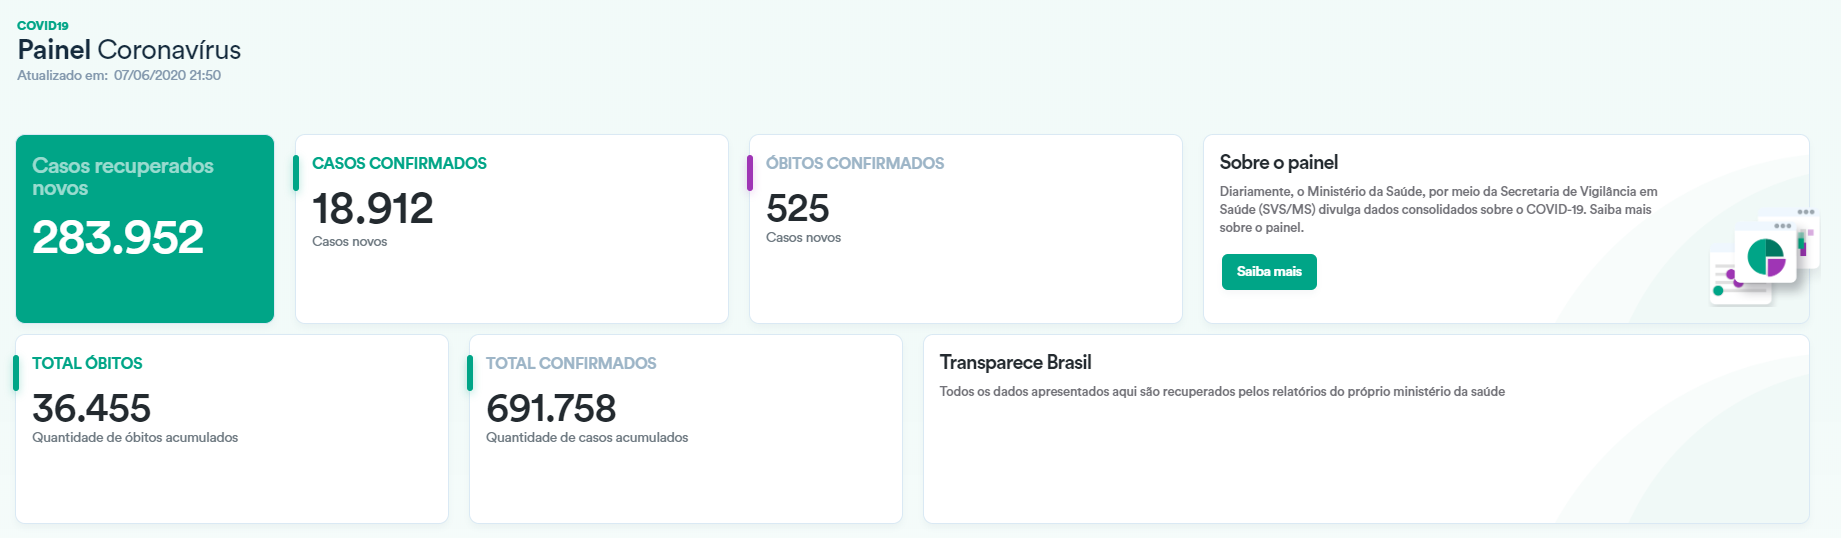 COVID19
Painel Coronavírus
Atualizado em: 07/06/2020 21:50
Casos recuperados
novos
283.952
CASOS CONFIRMADOS
18.912
Casos novos
ÓBITOS CONFIRMADOS
525
Casos novos
Sobre o painel
Diariamente, o Ministério da Saúde, por meio da Secretaria de Vigilância em
Saúde (SVS/MS) divulga dados consolidados sobre o COVID-19. Saiba mais
sobre o painel.
Saiba mais
TOTAL ÓBITOS
36.455
Quantidade de óbitos acumulados
TOTAL CONFIRMADOS
691.758
Quantidade de casos acumulados
Transparece Brasil
Todos os dados apresentados aqui são recuperados pelos relatórios do próprio ministério da saúde